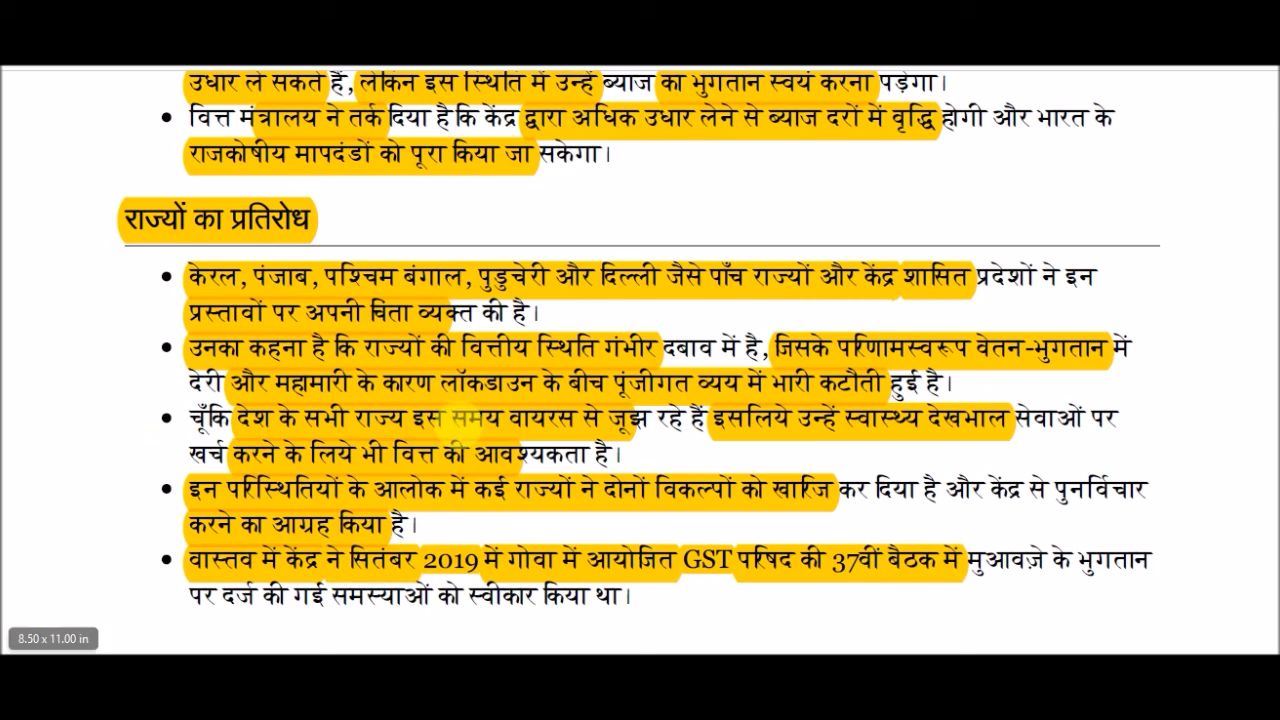 उधार ले सकते हैं, लेकिन इस स्थिति में उन्हें ब्याज का भुगतान स्वयं करना पड़ेगा।
• वित्त मंत्रालय ने तर्क दिया है कि केंद्र द्वारा अधिक उधार लेने से ब्याज दरों में वृद्धि होगी और भारत के
राजकोषीय मापदंडों को पूरा किया जा सकेगा।
राज्यों का प्रतिरोध
• केरल, पंजाब, पश्चिम बंगाल, पुडुचेरी और दिल्ली जैसे पाँच राज्यों और केंद्र शासित प्रदेशों ने इन
प्रस्तावों पर अपनी चिंता व्यक्त की है।
• उनका कहना है कि राज्यों की वित्तीय स्थिति गंभीर दबाव में है, जिसके परिणामस्वरूप वेतन-भुगतान में
देरी और महामारी के कारण लॉकडाउन के बीच पूंजीगत व्यय में भारी कटौती हुई है।
• चूँकि देश के सभी राज्य इस समय वायरस से जूझ रहे हैं इसलिये उन्हें स्वास्थ्य देखभाल सेवाओं पर
खर्च करने के लिये भी वित्त की आवश्यकता है।
• इन परिस्थितियों के आलोक में कई राज्यों ने दोनों विकल्पों को खारिज कर दिया है और केंद्र से पुनर्विचार
करने का आग्रह किया है।
• वास्तव में केंद्र ने सितंबर 2019 में गोवा में आयोजित GST परिषद की 37वीं बैठक में मुआवज़े के भुगतान
पर दर्ज की गई समस्याओं को स्वीकार किया था।
8.50 x 11.00 in